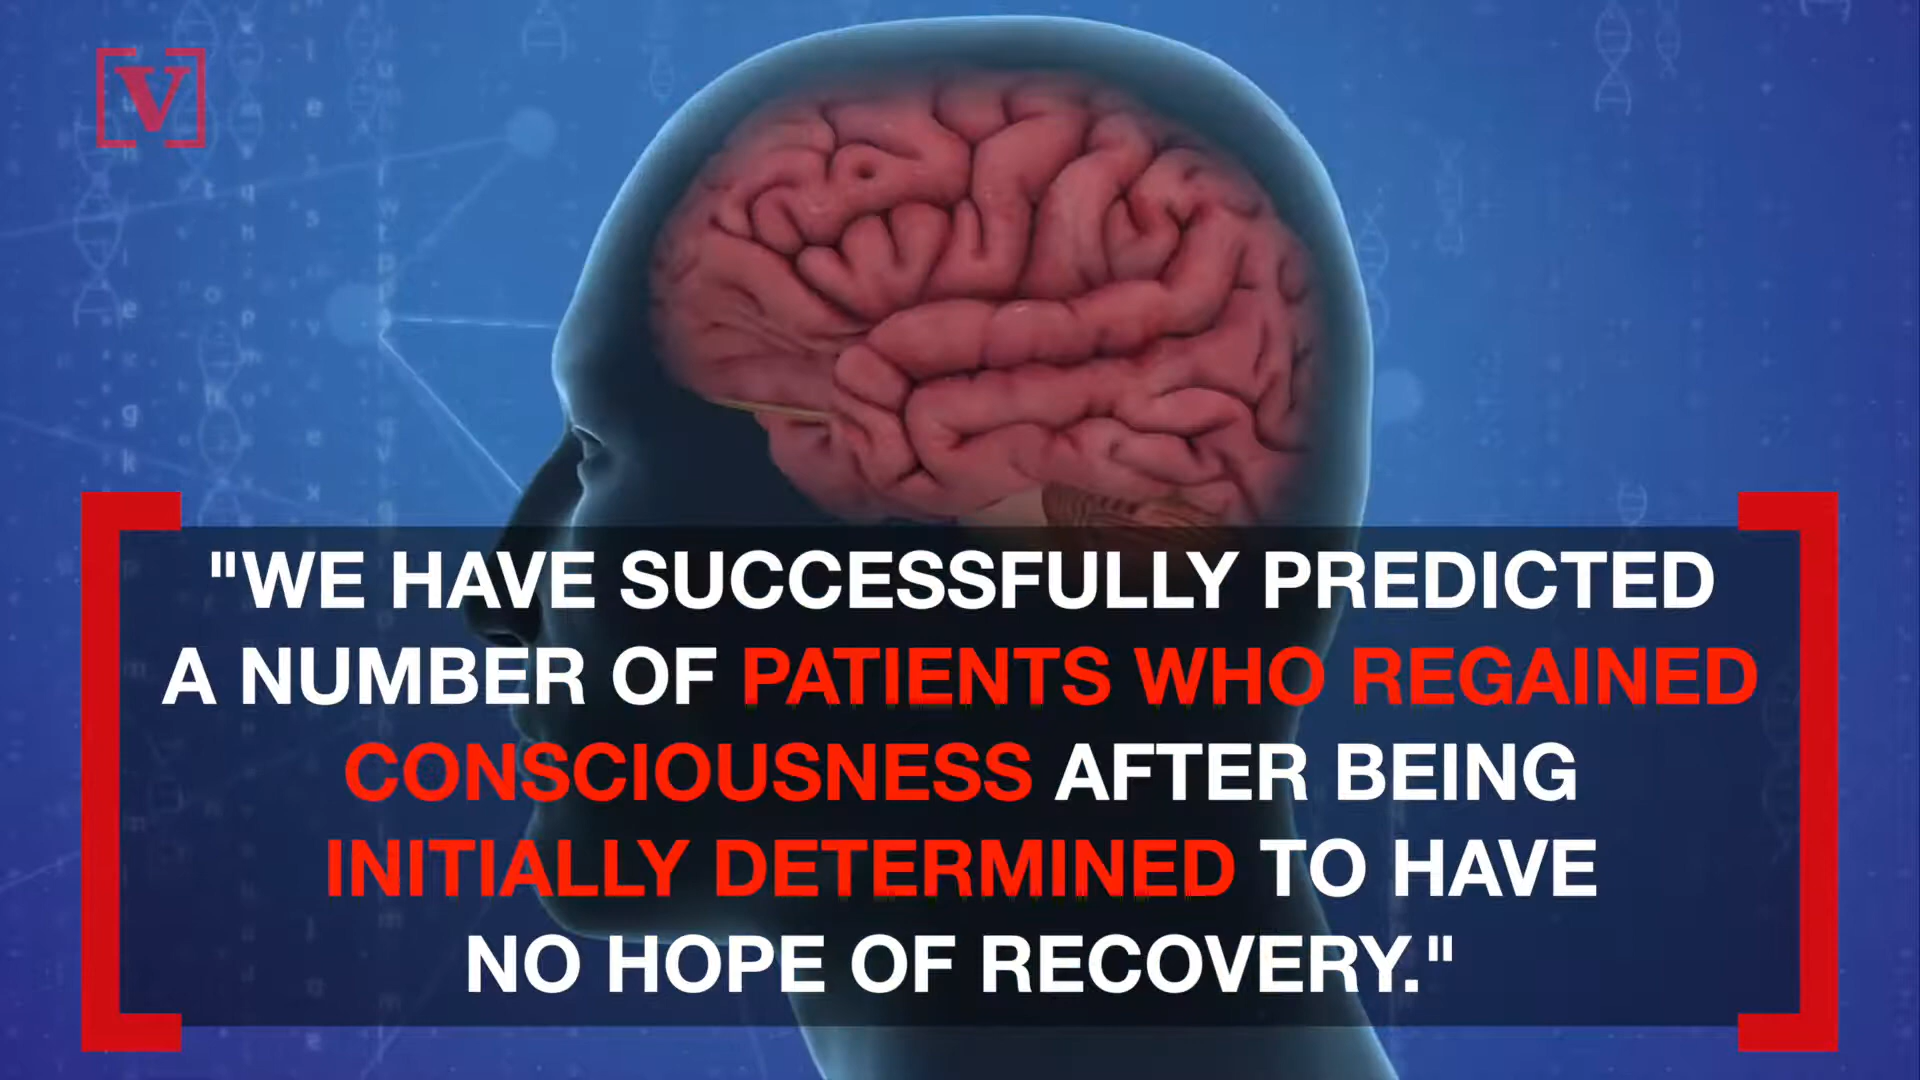 V
"WE HAVE SUCCESSFULLY PREDICTED
A NUMBER OF PATIENTS WHO REGAINED
CONSCIOUSNESS AFTER BEING
INITIALLY DETERMINED TO HAVE
NO HOPE OF RECOVERY."